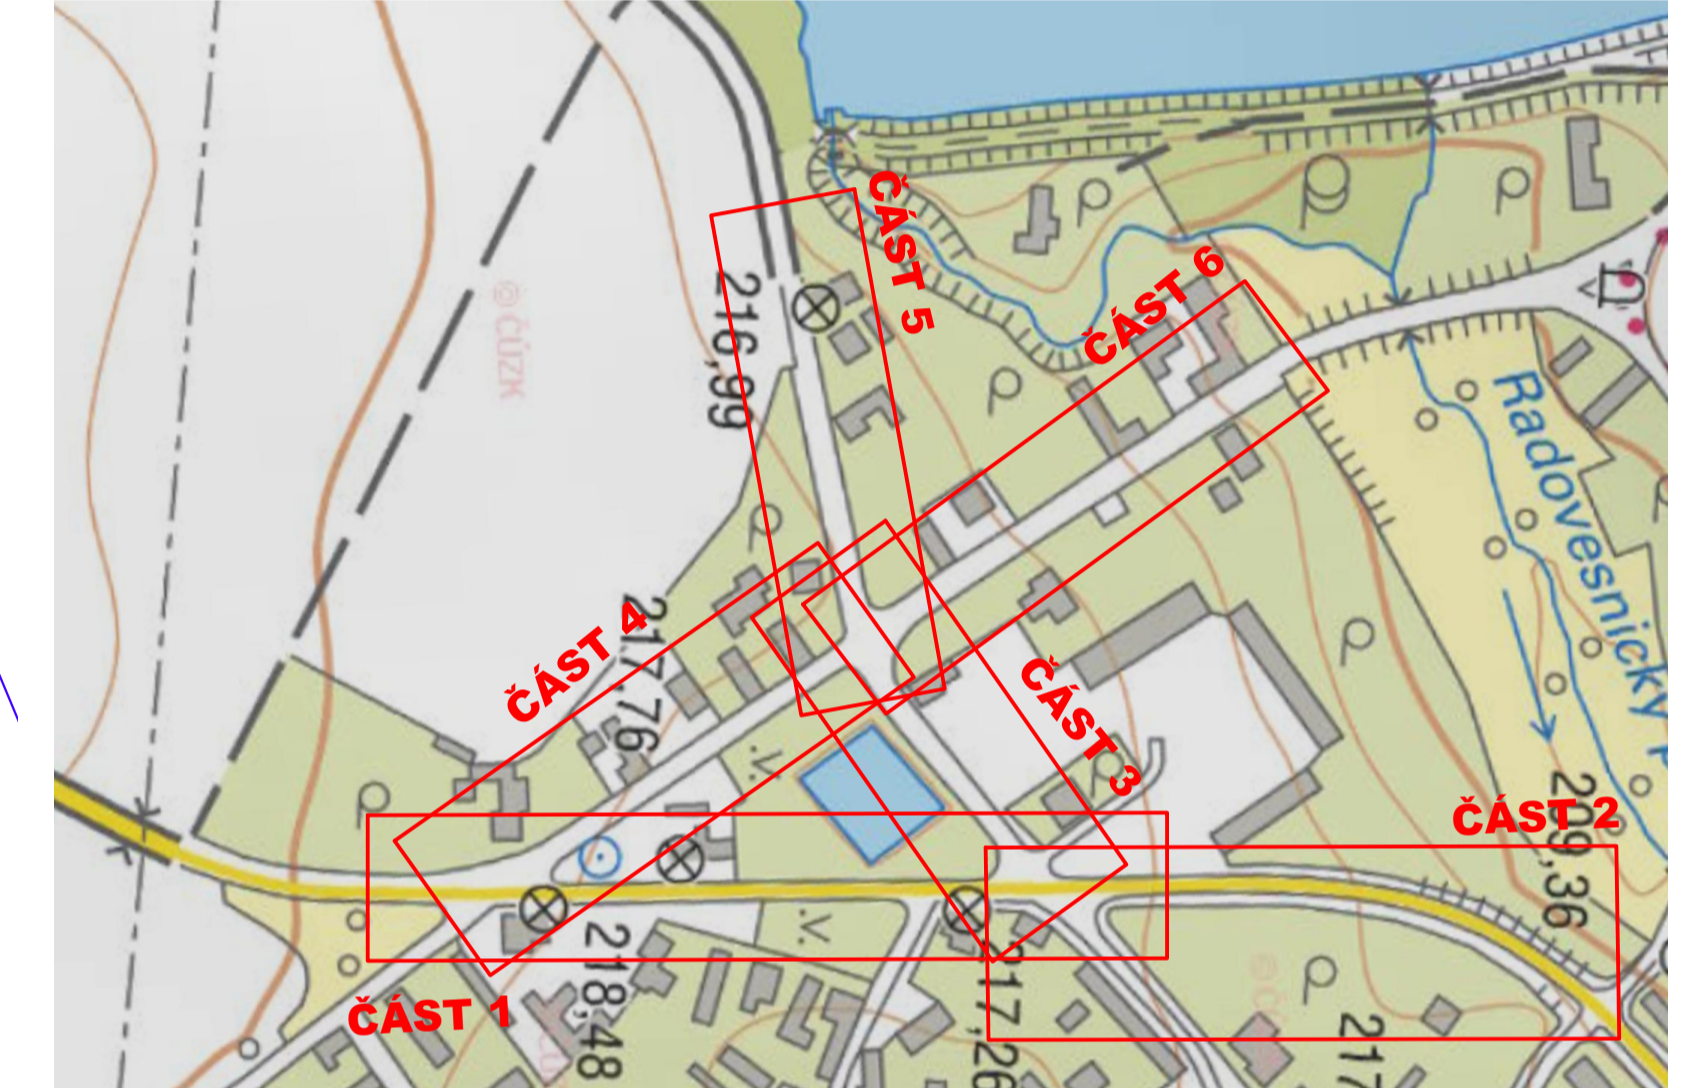 ČÁST 5
ČÁST 6
216,99
©ČÚZK
Radovesnický
ČÁST 4
217,76
ČÁST 3
ČÁST 2
209,36
ČÁST 1
218,48
217,26
217
.V.
.V.